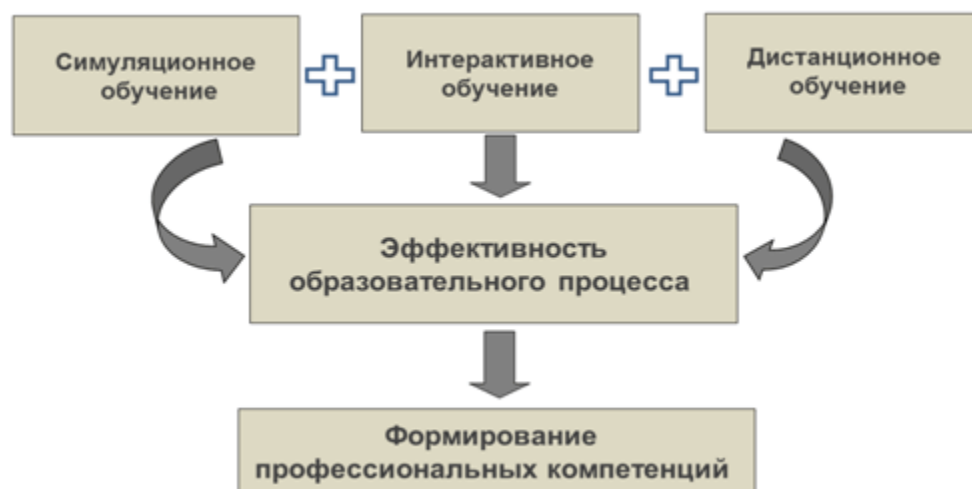 Симуляционное
обучение
Интерактивное
обучение
Дистанционное
обучение
Эффективность
образовательного процесса
Формирование
профессиональных компетенций